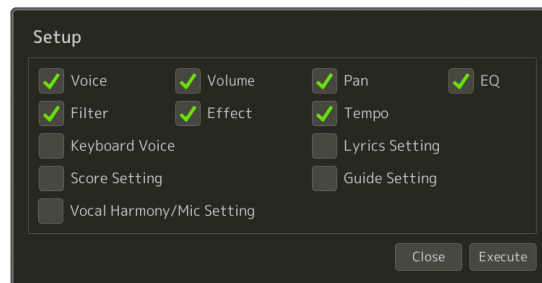 Setup
Voice Volume Pan EQ
Filter Effect Tempo
Keyboard Voice Lyrics Setting
Score Setting Guide Setting
Vocal Harmony/Mic Setting
Close Execute